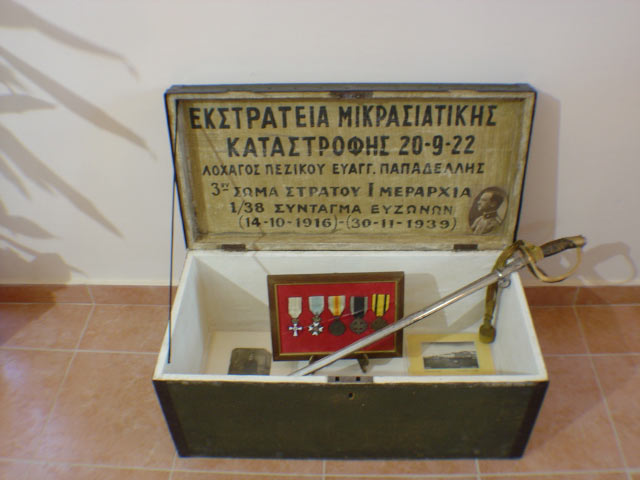 ΕΚΣΤΡΑΤΕΙΑ ΜΙΚΡΑΣΙΑΤΙΚΗΣ
ΚΑΤΑΣΤΡΟΦΗΣ 20-9-22
ΛΟΧΑΓΟΣ ΠΕΖΙΚΟΥ ΕΥΑΓΓ. ΠΑΠΑΔΕΛΛΗΣ
3ον ΣΩΜΑ ΣΤΡΑΤΟΥ Ι ΜΕΡΑΡΧΙΑ
1/38 ΣΥΝΤΑΓΜΑ ΕΥΖΩΝΩΝ
(14-10-1916)-(30-11-1939)